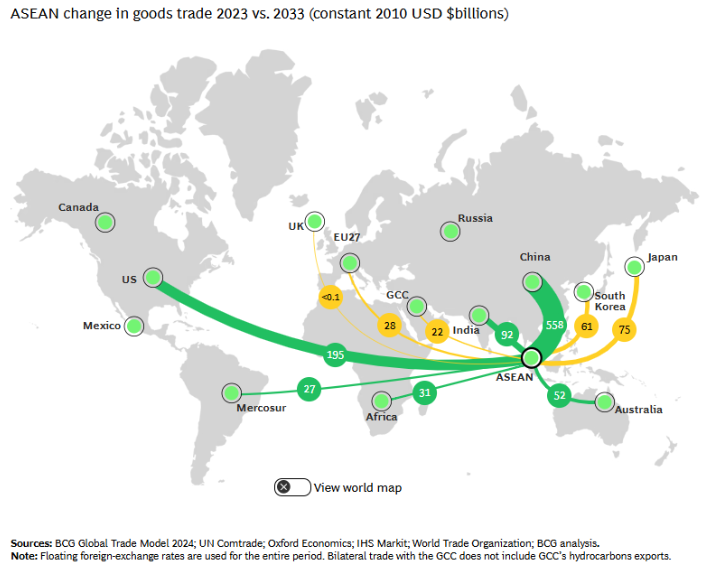 ASEAN change in goods trade 2023 vs. 2033 (constant 2010 USD $billions)
Canada
UK
Russia
EU27
China
Japan
US
GCC
<0.1
South
Korea
Mexico
28
22
India
92
558
61
75
195
ASEAN
27
31
52
Mercosur
Africa
Australia
View world map
Sources: BCG Global Trade Model 2024; UN Comtrade; Oxford Economics; IHS Markit; World Trade Organization; BCG analysis.
Note: Floating foreign-exchange rates are used for the entire period. Bilateral trade with the GCC does not include GCC's hydrocarbons exports.